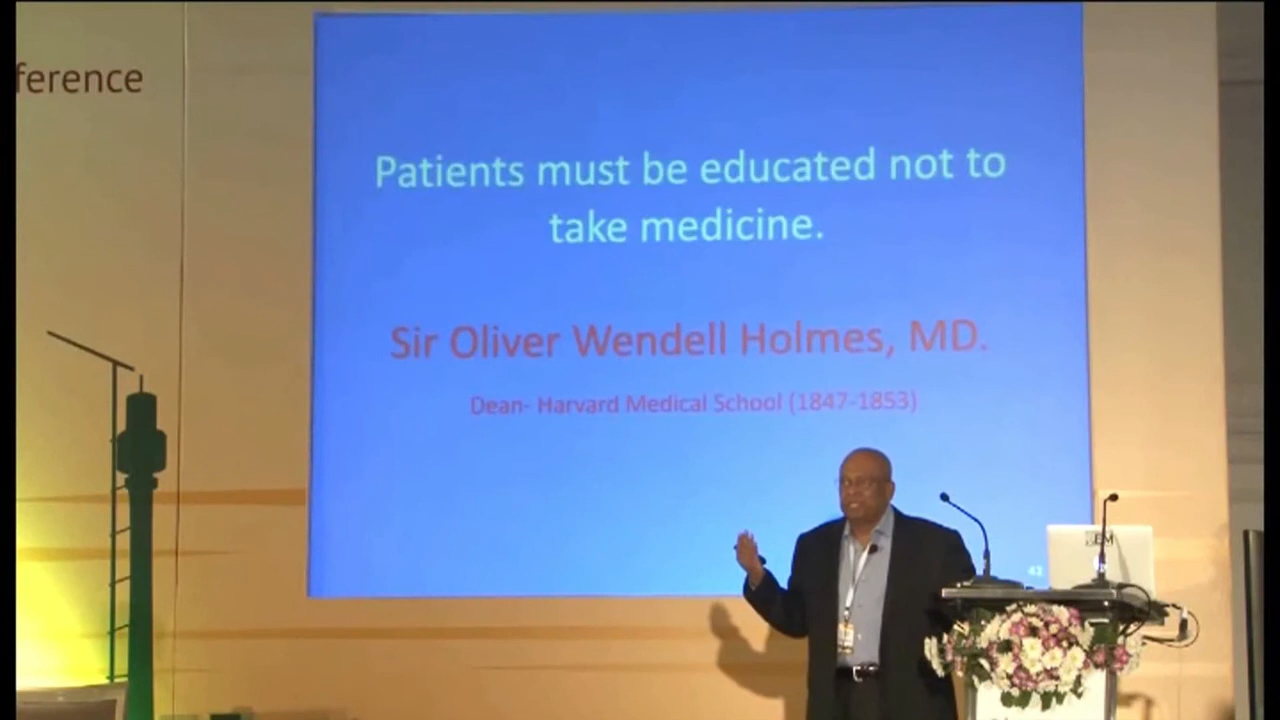 ference
Patients must be educated not to
take medicine.
Sir Oliver Wendell Holmes, MD.
Dean- Harvard Medical School (1847-1853)
42